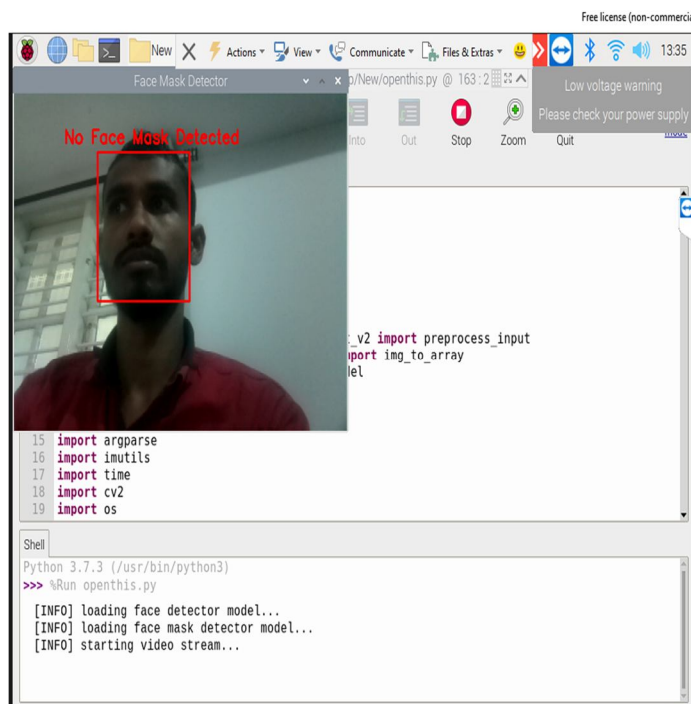 Free license (non-commercia
New Actions View Communicate Files & Extras 13:35
Face Mask Detector
p/New/openthis.py @ 163 : 2
Low voltage warning
Please check your power supply
Into Out Stop Zoom Quit
mode
No Face Mask Detected
_v2 import preprocess_input
port img_to_array
el
15 import argparse
16 import imutils
17 import time
18 import cv2
19 import os
Shell
Python 3.7.3 (/usr/bin/python3)
>>> %Run openthis.py
[INFO] loading face detector model...
[INFO] loading face mask detector model...
[INFO] starting video stream...